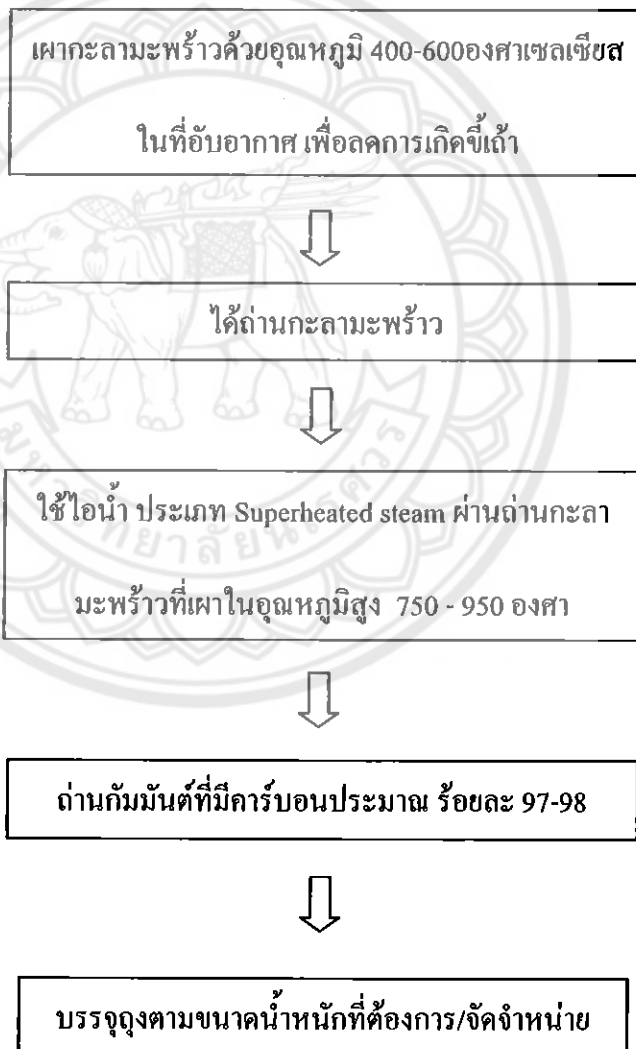 เผากะลามะพร้าวด้วยอุณหภูมิ 400-600องศาเซลเซียส
ในที่อับอากาศ เพื่อลดการเกิดขี้เถ้า
ได้ถ่านกะลามะพร้าว
ใช้ไอน้ำ ประเภท Superheated steam ผ่านถ่านกะลา
มะพร้าวที่เผาในอุณหภูมิสูง 750 - 950 องศา
ถ่านกัมมันต์ที่มีคาร์บอนประมาณ ร้อยละ 97-98
บรรจุถุงตามขนาดน้ำหนักที่ต้องการ/จัดจำหน่าย